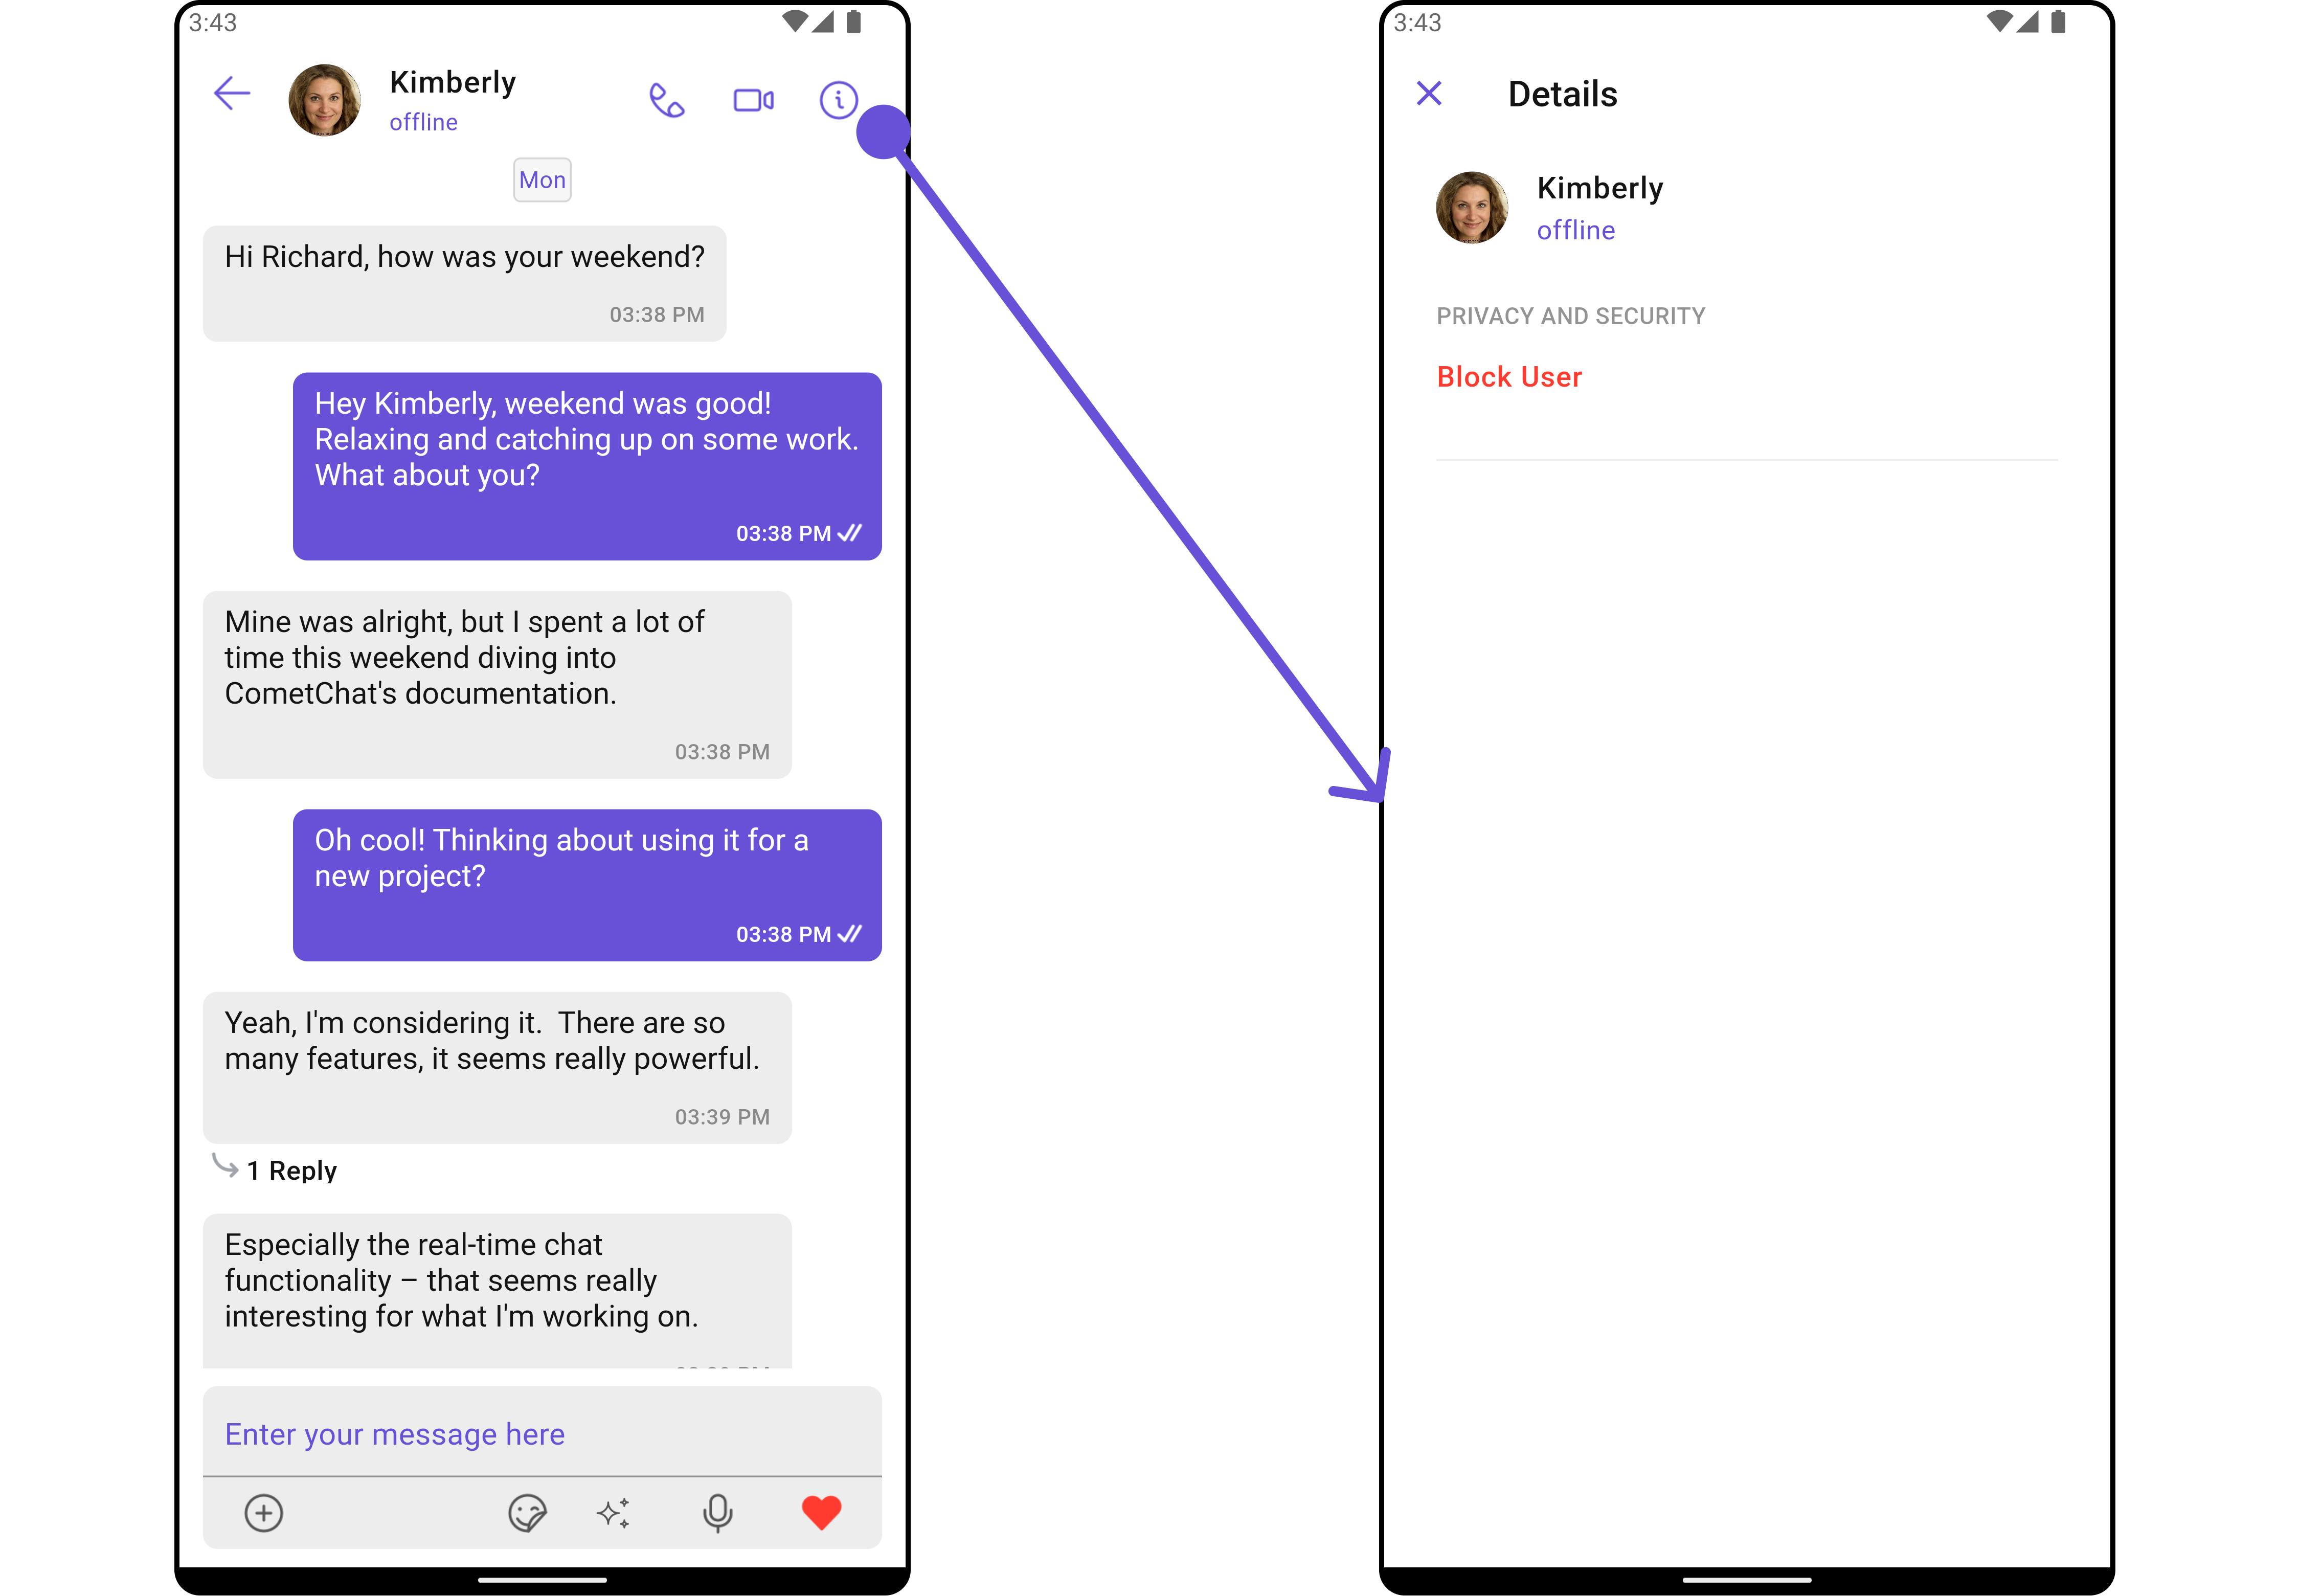 3:43
Kimberly
offline
Mon
Hi Richard, how was your weekend?
03:38 PM
Hey Kimberly, weekend was good!
Relaxing and catching up on some work.
What about you?
03:38 PM
Mine was alright, but I spent a lot of
time this weekend diving into
CometChat's documentation.
03:38 PM
Oh cool! Thinking about using it for a
new project?
03:38 PM
Yeah, I'm considering it.  There are so
many features, it seems really powerful.
03:39 PM
1 Reply
Especially the real-time chat
functionality – that seems really
interesting for what I'm working on.
Enter your message here
3:43
Details
Kimberly
offline
PRIVACY AND SECURITY
Block User